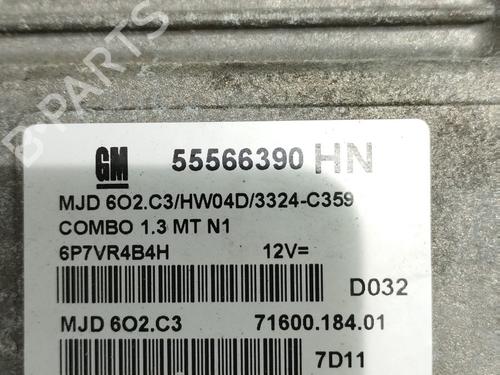 GM 55566390 HN
MJD 6O2.C3/HW04D/3324-C359
COMBO 1.3 MT N1
6P7VR4B4H 12V=
D032
MJD 6O2.C3 71600.184.01
7D11